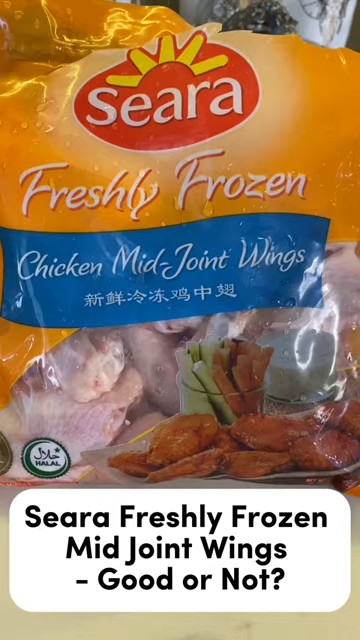 Seara
Freshly Frozen
Chicken Mid-Joint Wings
新鲜冷冻鸡中翅
حلال
HALAL
Seara Freshly Frozen
Mid Joint Wings
- Good or Not?